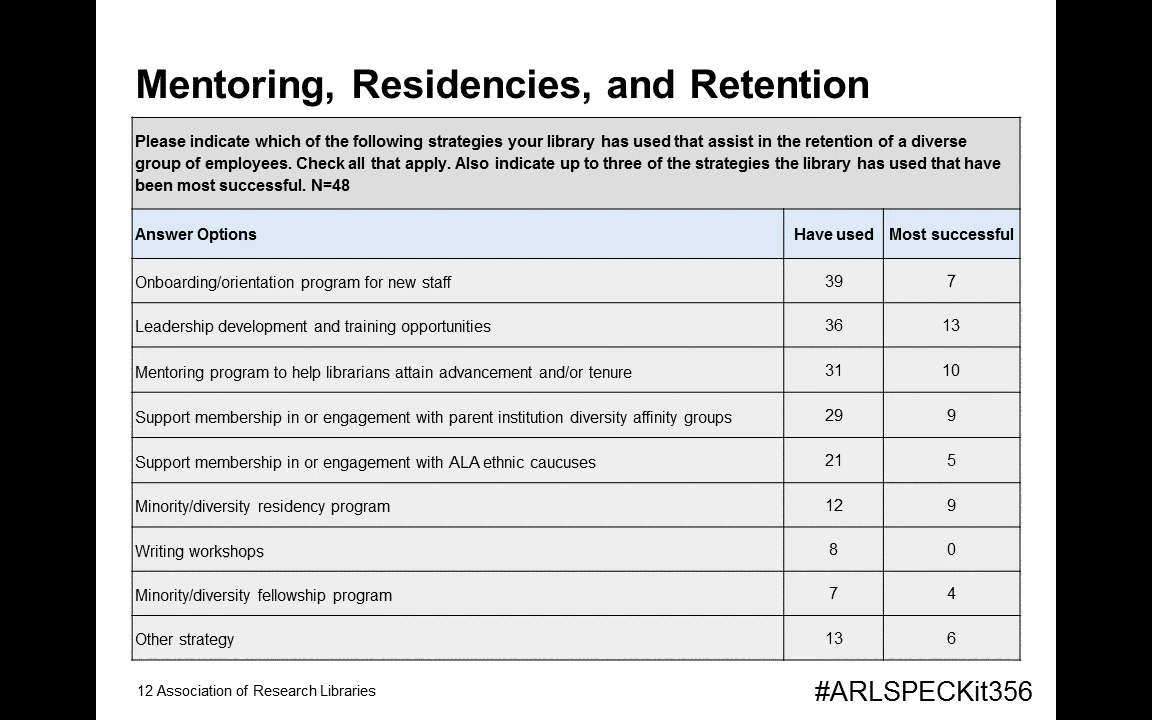 Mentoring, Residencies, and Retention
Please indicate which of the following strategies your library has used that assist in the retention of a diverse
group of employees. Check all that apply. Also indicate up to three of the strategies the library has used that have
been most successful. N=48
Answer Options Have used Most successful
Onboarding/orientation program for new staff 39 7
Leadership development and training opportunities 36 13
Mentoring program to help librarians attain advancement and/or tenure 31 10
Support membership in or engagement with parent institution diversity affinity groups 29 9
Support membership in or engagement with ALA ethnic caucuses 21 5
Minority/diversity residency program 12 9
Writing workshops 8 0
Minority/diversity fellowship program 7 4
Other strategy 13 6
12 Association of Research Libraries #ARLSPECKit356